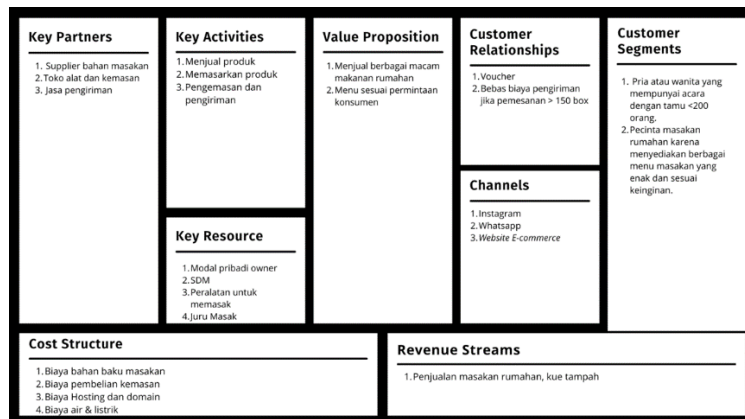 Key Partners
1. Supplier bahan masakan
2.Toko alat dan kemasan
3. Jasa pengiriman
Key Activities
1.Menjual produk
2.Memasarkan produk
3.Pengemasan dan
pengiriman
Key Resource
1.Modal pribadi owner
2.SDM
3.Peralatan untuk
memasak
4.Juru Masak
Value Proposition
1.Menjual berbagai macam
makanan rumahan
2.Menu sesuai permintaan
konsumen
Customer
Relationships
1.Voucher
2.Bebas biaya pengiriman
jika pemesanan > 150 box
Channels
1.Instagram
2.Whatsapp
3.Website E-commerce
Customer
Segments
1. Pria atau wanita yang
mempunyai acara
dengan tamu <200
orang.
2.Pecinta masakan
rumahan karena
menyediakan berbagai
menu masakan yang
enak dan sesuai
keinginan.
Cost Structure
1.Biaya bahan baku masakan
2.Biaya pembelian kemasan
3.Biaya Hosting dan domain
4.Biaya air & listrik
Revenue Streams
1.Penjualan masakan rumahan, kue tampah